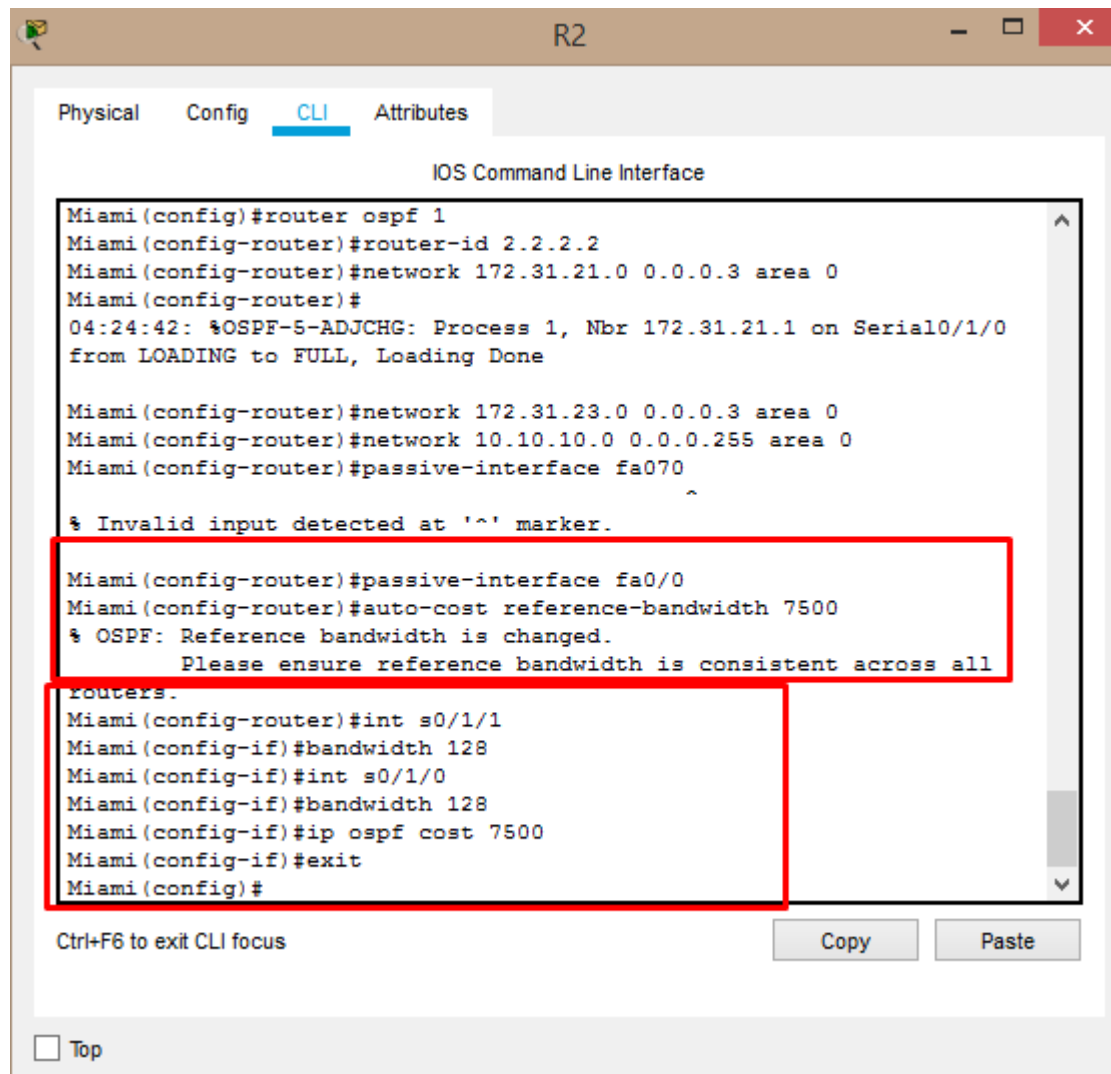 R2
Physical Config CLI Attributes
IOS Command Line Interface
Miami(config)#router ospf 1
Miami(config-router)#router-id 2.2.2.2
Miami(config-router)#network 172.31.21.0 0.0.0.3 area 0
Miami(config-router)#
04:24:42: %OSPF-5-ADJCHG: Process 1, Nbr 172.31.21.1 on Serial0/1/0
from LOADING to FULL, Loading Done
Miami(config-router)#network 172.31.23.0 0.0.0.3 area 0
Miami(config-router)#network 10.10.10.0 0.0.0.255 area 0
Miami(config-router)#passive-interface fa070
^
% Invalid input detected at '^' marker.
Miami(config-router)#passive-interface fa0/0
Miami(config-router)#auto-cost reference-bandwidth 7500
% OSPF: Reference bandwidth is changed.
Please ensure reference bandwidth is consistent across all
routers.
Miami(config-router)#int s0/1/1
Miami(config-if)#bandwidth 128
Miami(config-if)#int s0/1/0
Miami(config-if)#bandwidth 128
Miami(config-if)#ip ospf cost 7500
Miami(config-if)#exit
Miami(config)#
Ctrl+F6 to exit CLI focus
Copy Paste
Top